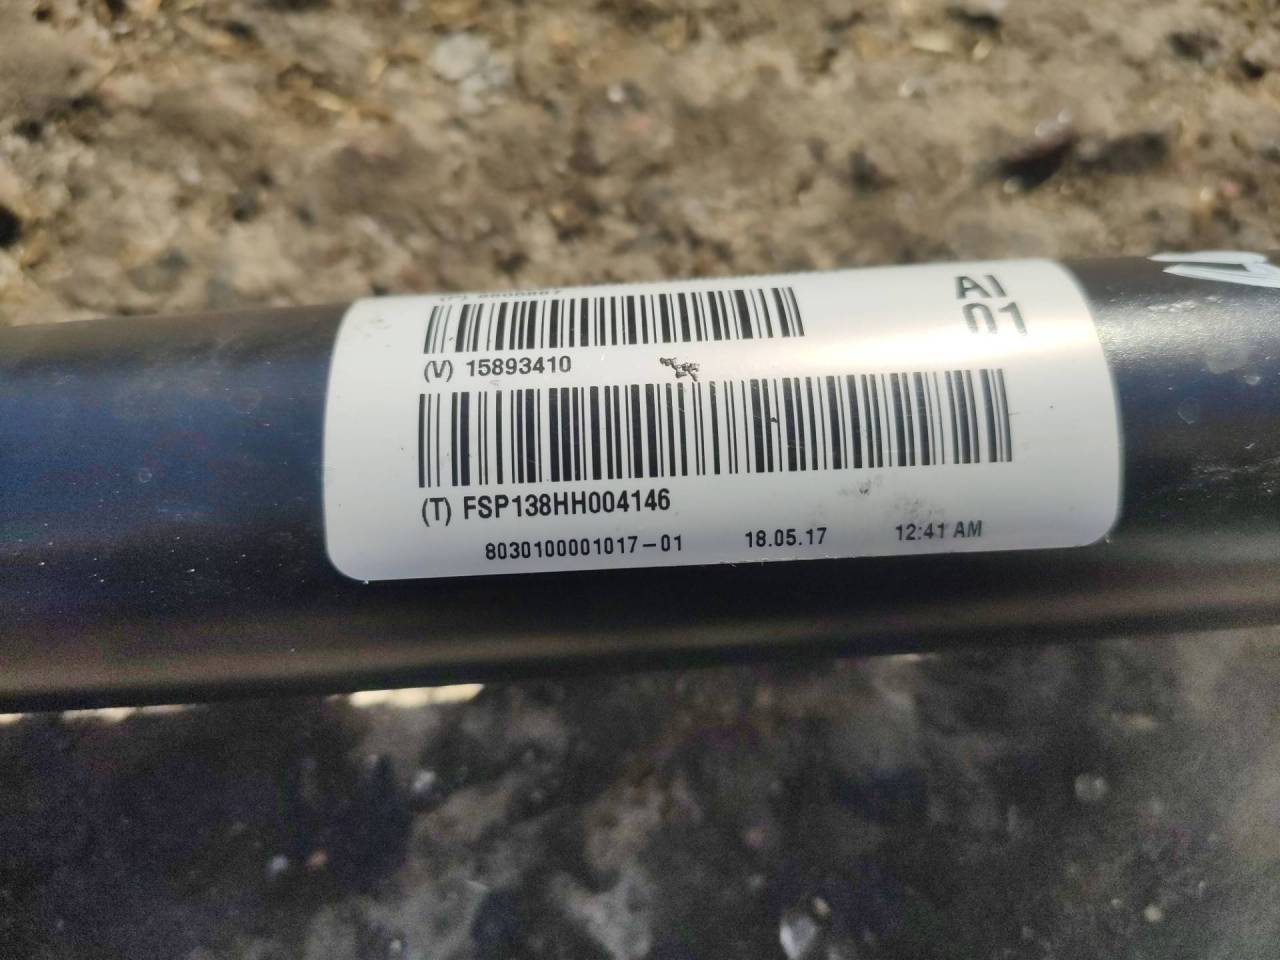 AI
01
(V) 15893410
(T) FSP138HH004146
8030100001017-01 18.05.17 12:41 AM